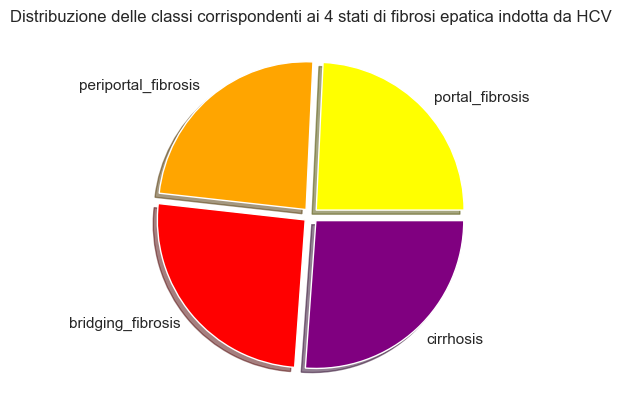 Distribuzione delle classi corrispondenti ai 4 stati di fibrosi epatica indotta da HCV
periportal_fibrosis
portal_fibrosis
bridging_fibrosis
cirrhosis